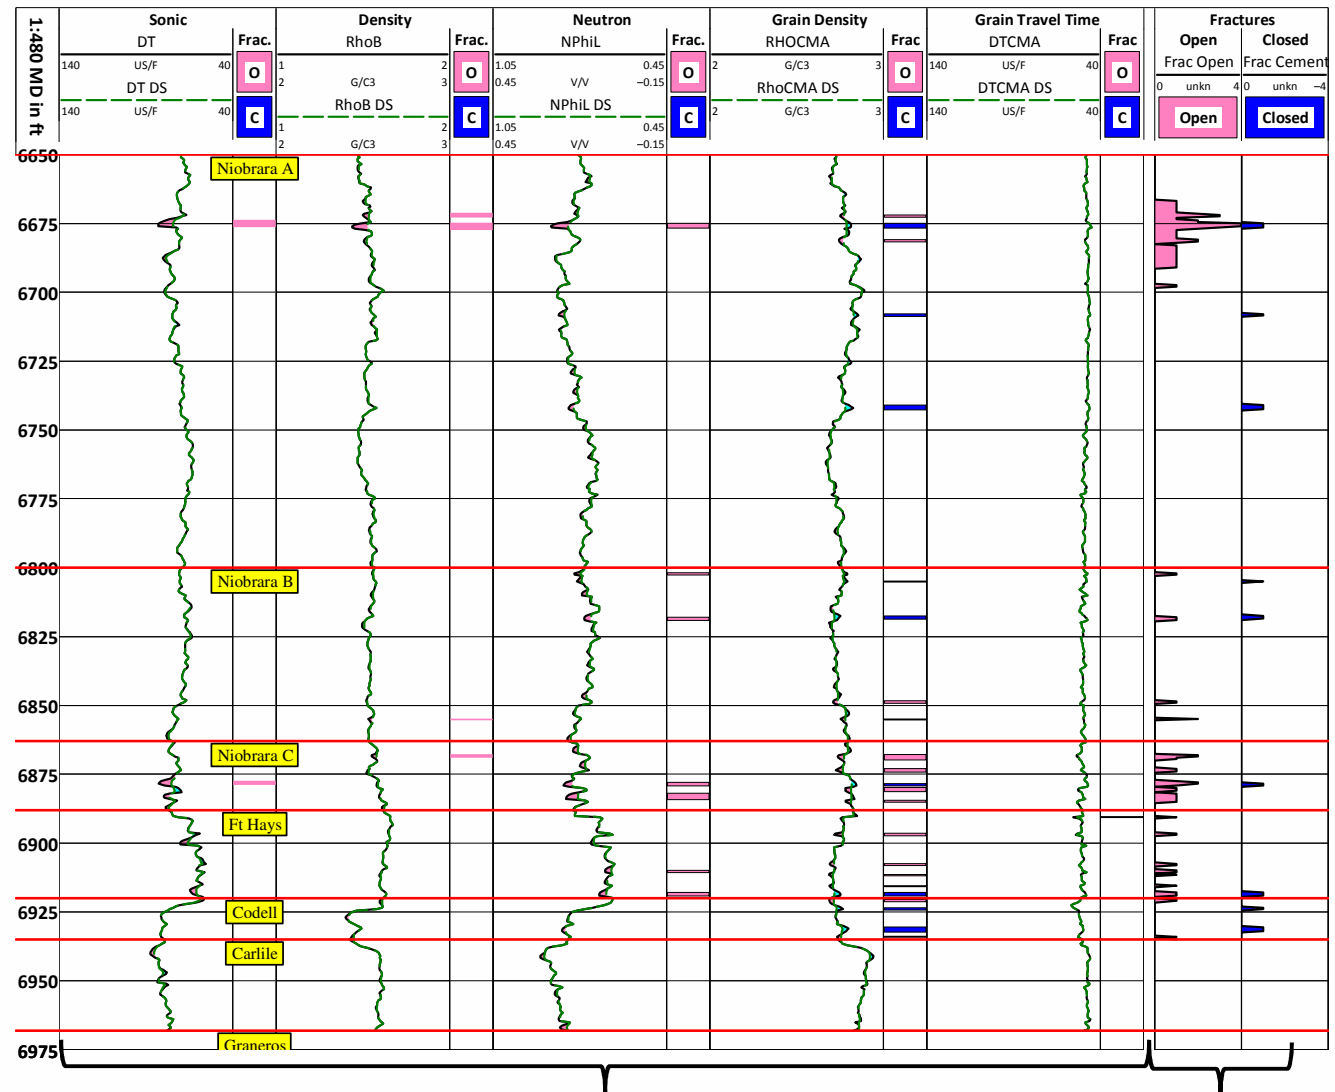 1:480 MD in ft
Sonic
DT
140 US/F 40
DT DS
140 US/F 40
Frac.
O
C
Density
RhoB
1 2
2 G/C3 3
RhoB DS
1 2
2 G/C3 3
Frac.
O
C
Neutron
NPhiL
1.05 0.45
0.45 V/V −0.15
NPhiL DS
1.05 0.45
0.45 V/V −0.15
Frac.
O
C
Grain Density
RHOCMA
2 G/C3 3
RhoCMA DS
2 G/C3 3
Frac
O
C
Grain Travel Time
DTCMA
140 US/F 40
DTCMA DS
140 US/F 40
Frac
O
C
Fractures
Open
Frac Open
0 unkn 4
Open
Closed
Frac Cement
0 unkn −4
Closed
6650
Niobrara A
6675
6700
6725
6750
6775
6800
Niobrara B
6825
6850
Niobrara C
6875
Ft Hays
6900
6925
Codell
Carlile
6950
Graneros
6975